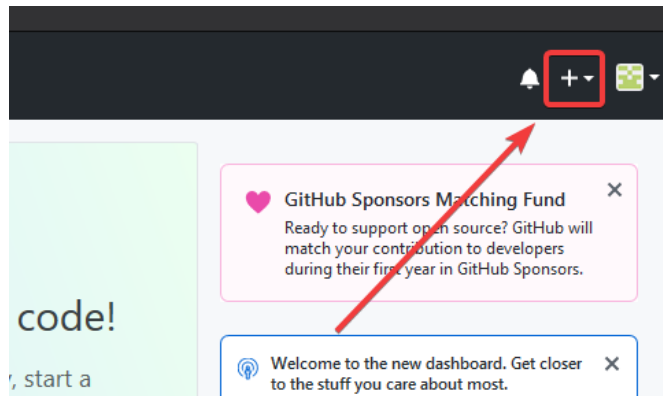 GitHub Sponsors Matching Fund
Ready to support open source? GitHub will
match your contribution to developers
during their first year in GitHub Sponsors.
code!
, start a
Welcome to the new dashboard. Get closer
to the stuff you care about most.